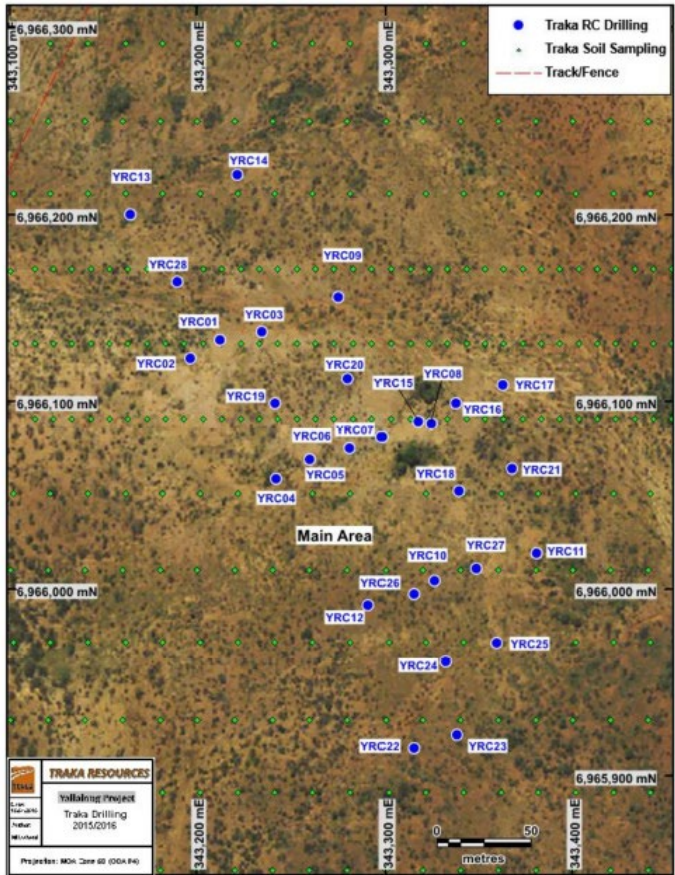 6,966,300 mN
343,100 mE
343,200 mE
343,300 mE
Traka RC Drilling
Traka Soil Sampling
Track/Fence
YRC14
YRC13
6,966,200 mN
6,966,200 mN
YRC28
YRC09
YRC01
YRC03
YRC02
YRC20
YRC15
YRC08
YRC17
YRC19
YRC16
6,966,100 mN
6,966,100 mN
YRC06
YRC07
YRC05
YRC21
YRC04
YRC18
Main Area
YRC27
YRC10
YRC11
YRC26
6,966,000 mN
6,966,000 mN
YRC12
YRC25
YRC24
YRC22
YRC23
TRAKA
TRAKA RESOURCES
Yallalong Project
Traka Drilling
2015/2016
6,965,900 mN
343,200 mE
343,300 mE
343,400 mE
0
50
metres